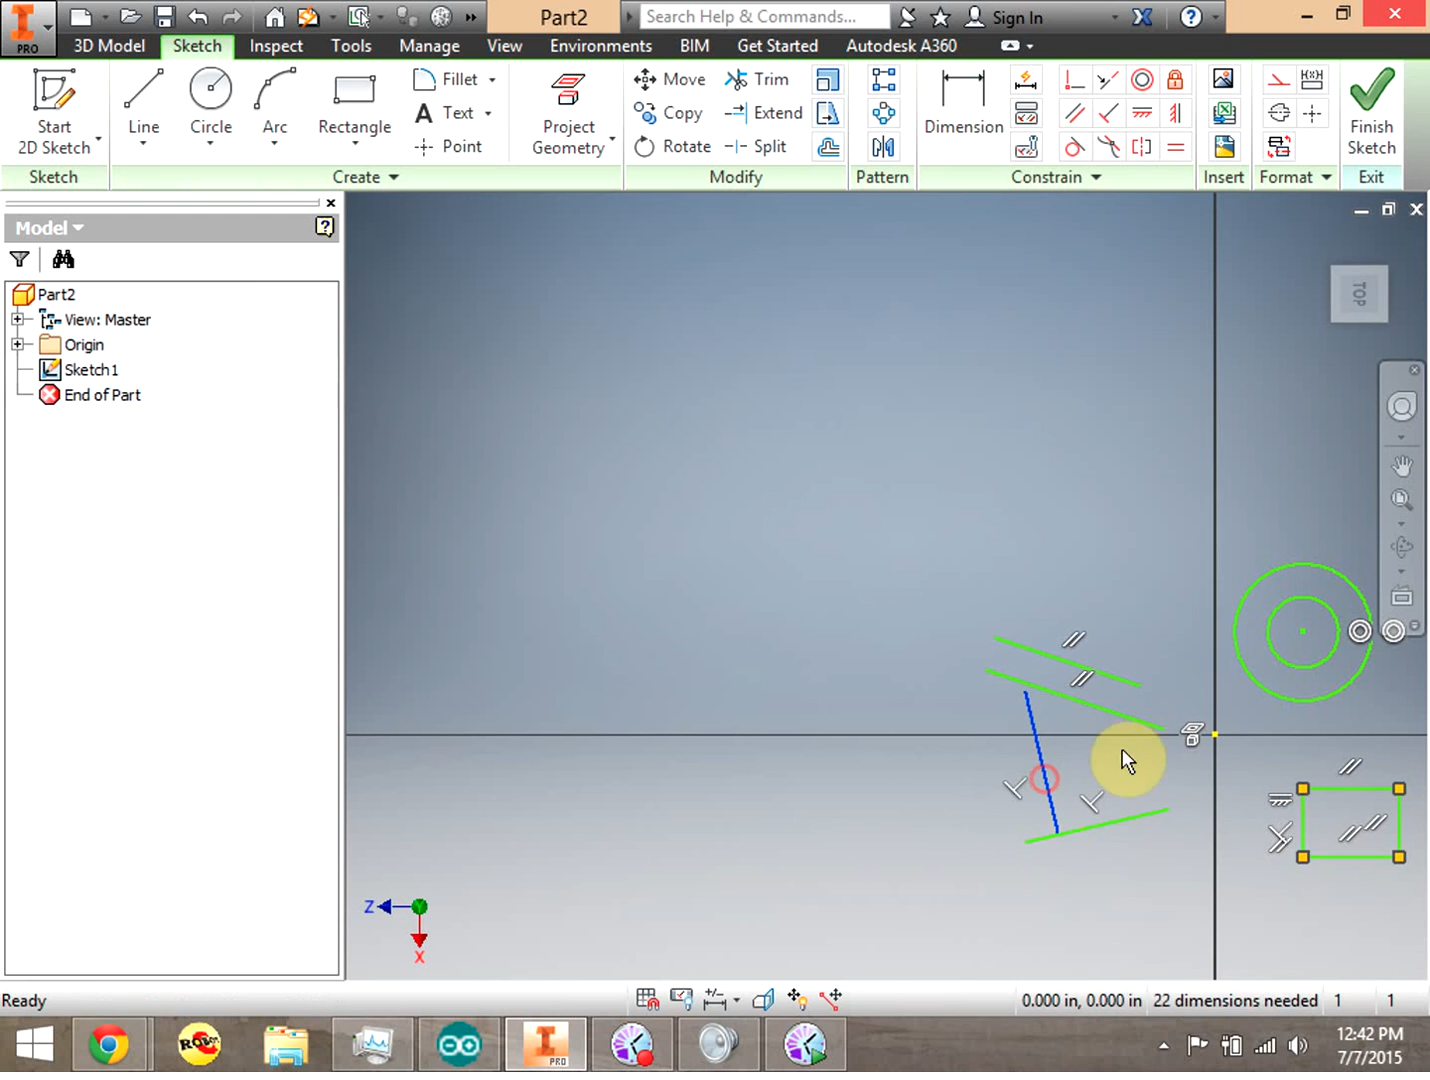 PRO
Part2
Search Help & Commands...
Sign In
3D Model
Sketch
Inspect
Tools
Manage
View
Environments
BIM
Get Started
Autodesk A360
Start
2D Sketch
Line
Circle
Arc
Rectangle
Fillet
A Text
Point
Project
Geometry
Move
Copy
Rotate
Trim
Extend
Split
Dimension
Finish
Sketch
Sketch
Create
Modify
Pattern
Constrain
Insert
Format
Exit
Model
Part2
View: Master
Origin
Sketch1
End of Part
TOP
Z
X
Ready
0.000 in, 0.000 in
22 dimensions needed
1
1
PRO
12:42 PM
7/7/2015